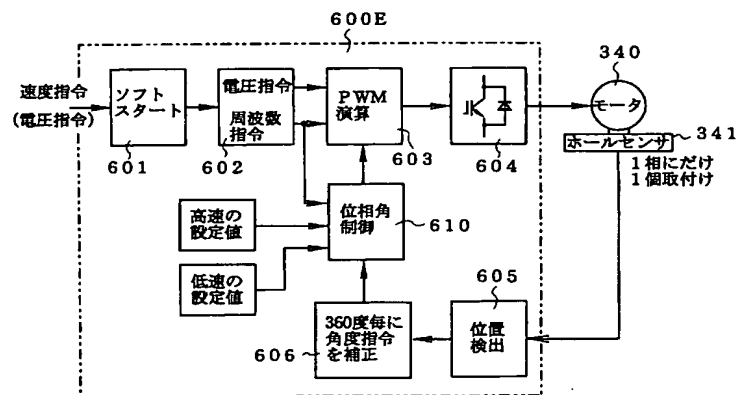 600E
速度指令
(電圧指令)
ソフト
スタート
601
電圧指令
周波数
指令
602
PWM
演算
603
604
340
モータ
ホールセンサ
341
1相にだけ
1個取付け
高速の
設定値
低速の
設定値
位相角
制御
610
605
位置
検出
360度毎に
角度指令
を補正
606